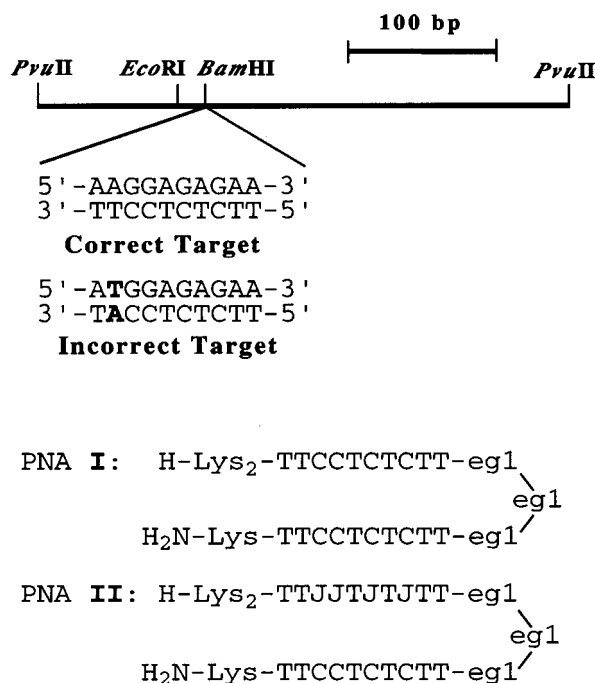 100 bp
PvuII EcoRI BamHI PvuII
5'-AAGGAGAGAA-3'
3'-TTCCTCTCTT-5'
Correct Target
5'-ATGGAGAGAA-3'
3'-TACCTCTCTT-5'
Incorrect Target
PNA I: H-Lys2-TTCCTCTCTT-eg1
eg1
H2N-Lys-TTCCTCTCTT-eg1
PNA II: H-Lys2-TTJJTJTJTT-eg1
eg1
H2N-Lys-TTCCTCTCTT-eg1